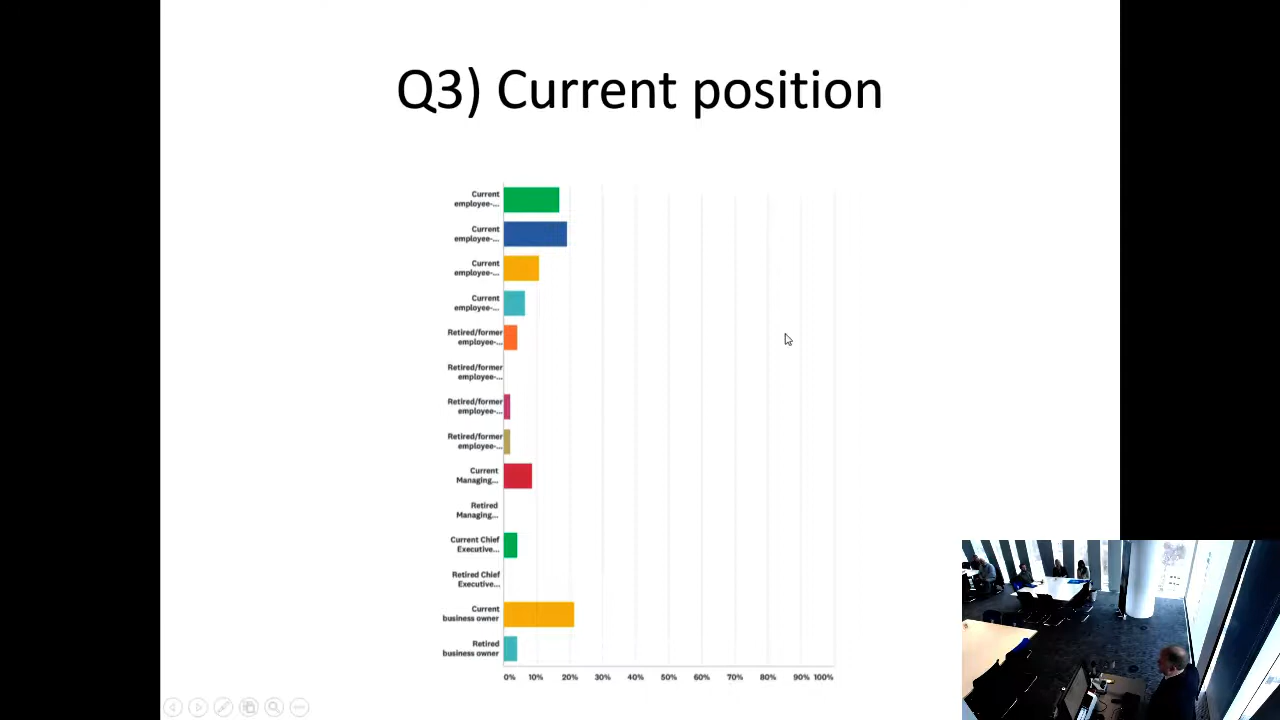 Q3) Current position
Current
employee-...
Current
employee-...
Current
employee-...
Current
employee-...
Retired/former
employee-...
Retired/former
employee-...
Retired/former
employee-...
Retired/former
employee-...
Current
Managing...
Retired
Managing...
Current Chief
Executive...
Retired Chief
Executive...
Current
business owner
Retired
business owner
0% 10% 20% 30% 40% 50% 60% 70% 80% 90% 100%